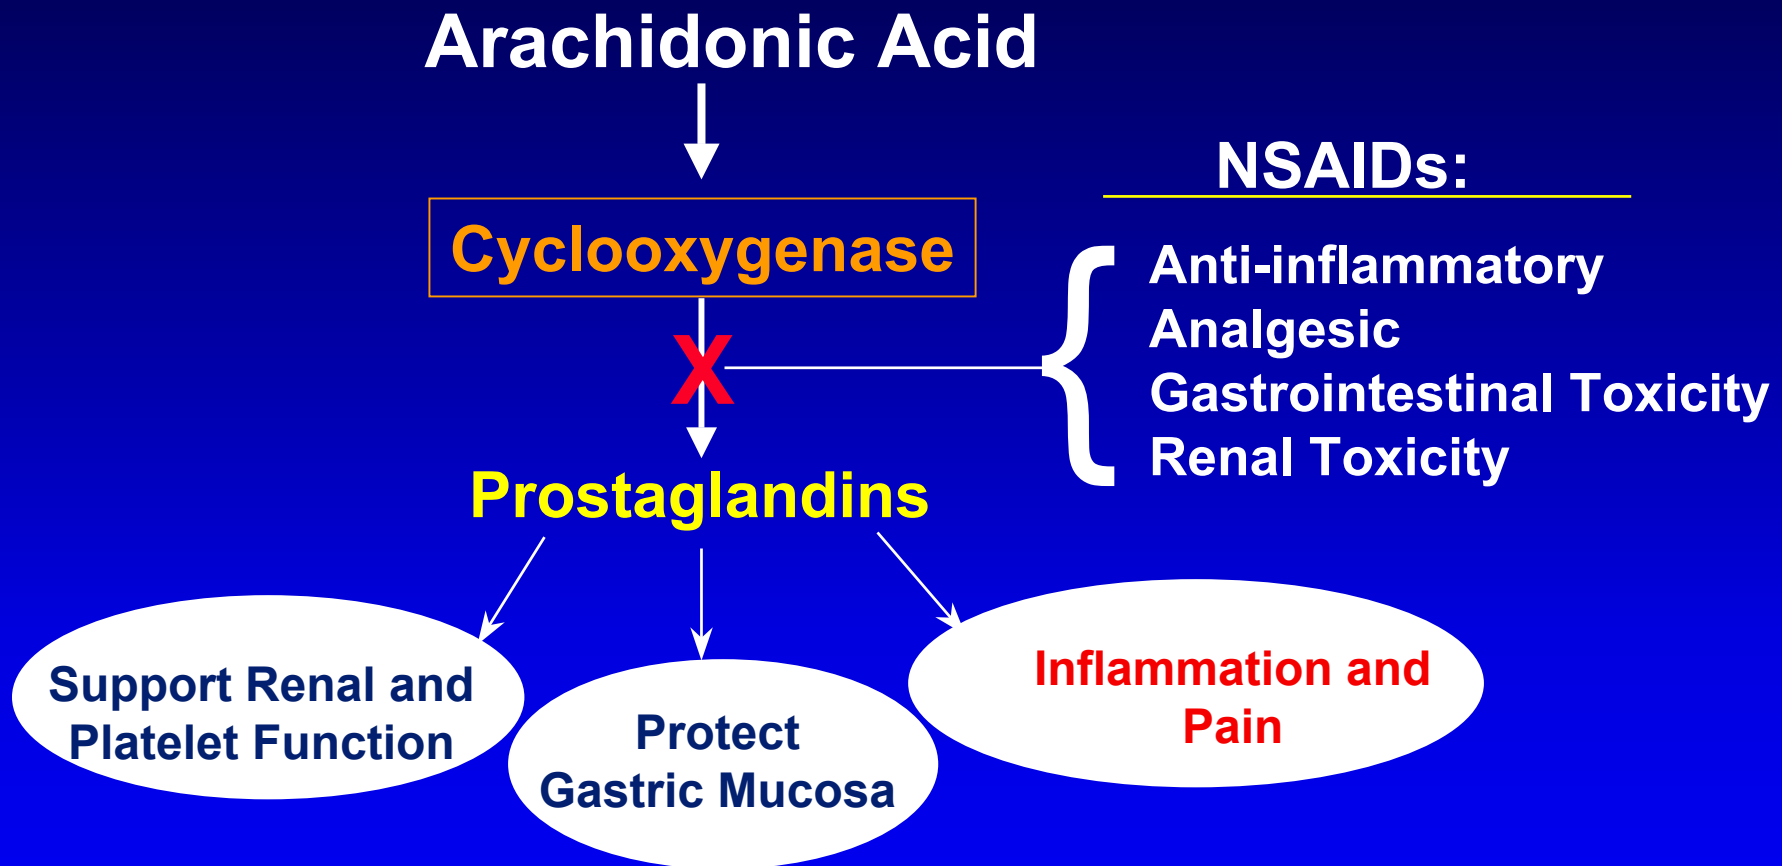 Arachidonic Acid
Cyclooxygenase
X
Prostaglandins
NSAIDs:
{
Anti-inflammatory
Analgesic
Gastrointestinal Toxicity
Renal Toxicity
Support Renal and
Platelet Function
Protect
Gastric Mucosa
Inflammation and
Pain